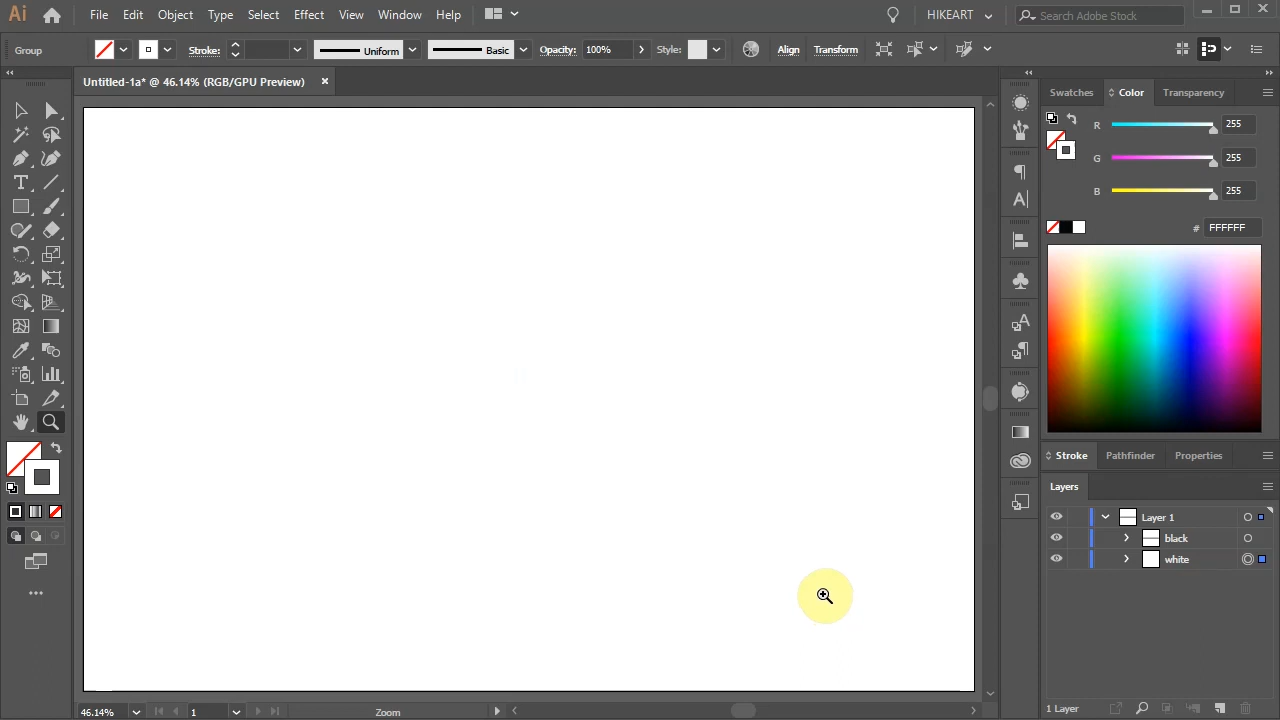 Ai File Edit Object Type Select Effect View Window Help HIKEART Search Adobe Stock
Group Stroke: Uniform Basic Opacity: 100% Style: Align Transform
Untitled-1a* @ 46.14% (RGB/GPU Preview) ×
Swatches Color Transparency
R 255
G 255
B 255
# FFFFFF
Stroke Pathfinder Properties
Layers
Layer 1
black
white
1 Layer
46.14% 1 Zoom